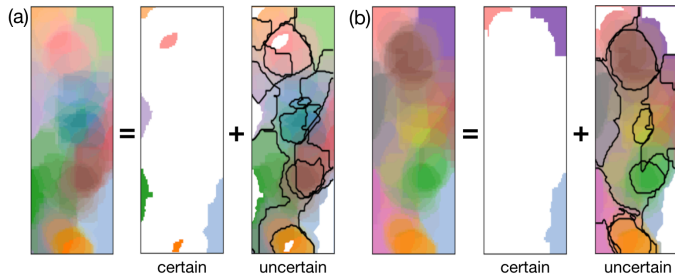 (a) = + (b) = +
certain uncertain certain uncertain